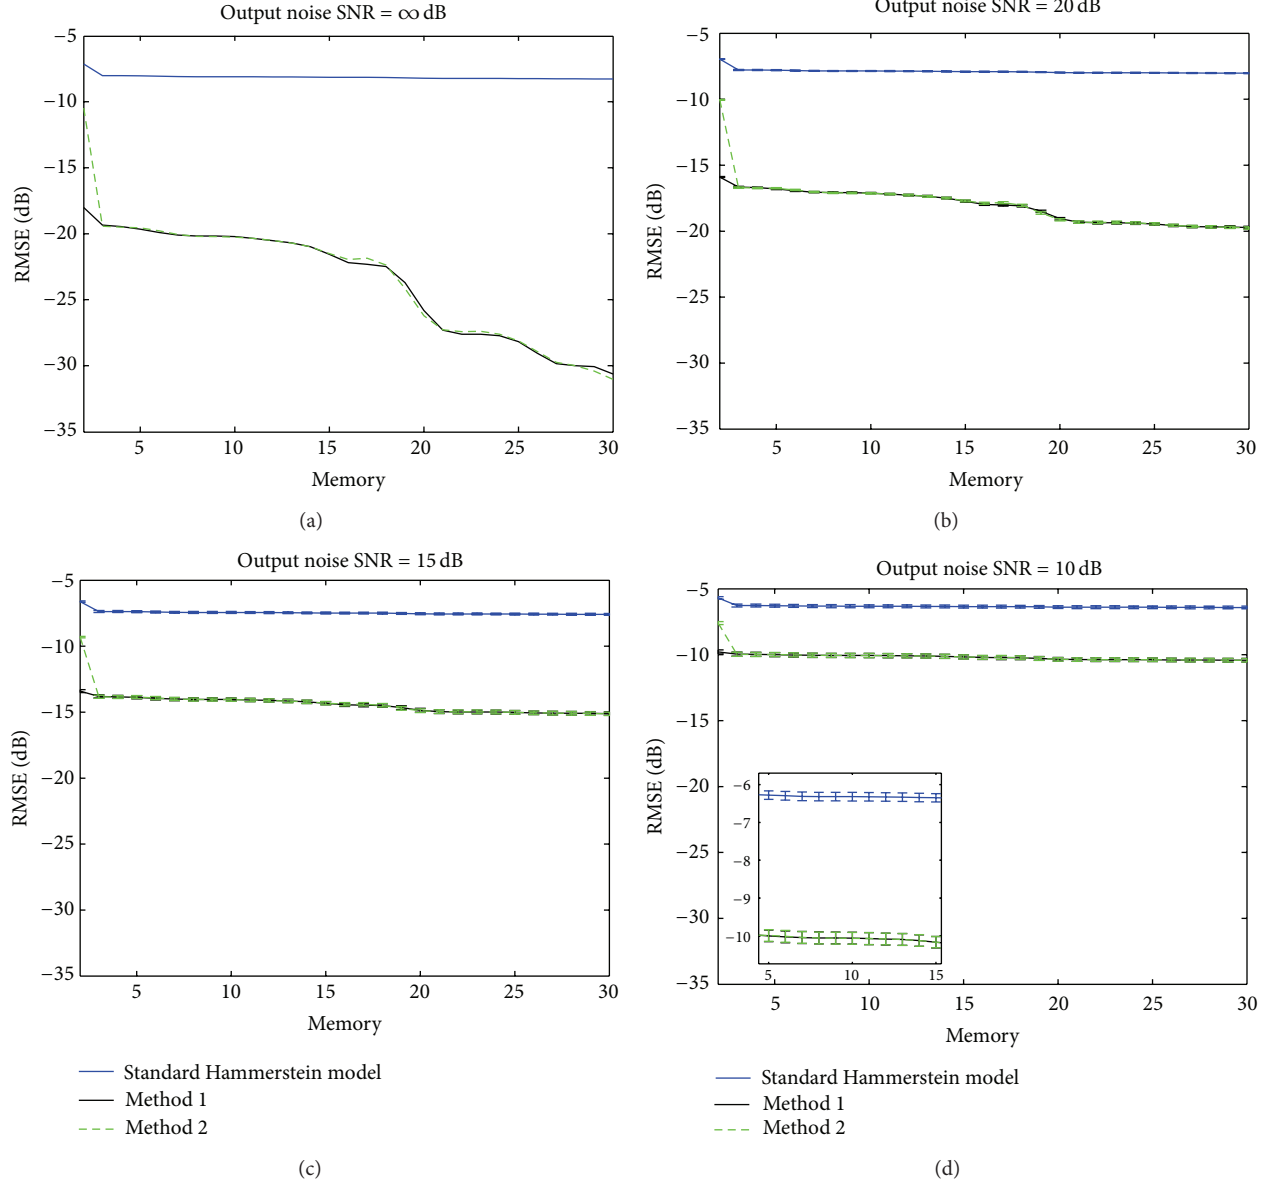 Output noise SNR = ∞ dB
−5
−10
−15
−20
−25
−30
−35
RMSE (dB)
5 10 15 20 25 30
Memory
(a)
Output noise SNR = 20 dB
−5
−10
−15
−20
−25
−30
−35
RMSE (dB)
5 10 15 20 25 30
Memory
(b)
Output noise SNR = 15 dB
−5
−10
−15
−20
−25
−30
−35
RMSE (dB)
5 10 15 20 25 30
Memory
Standard Hammerstein model
Method 1
Method 2
(c)
Output noise SNR = 10 dB
−5
−10
−15
−20
−25
−30
−35
RMSE (dB)
−6
−7
−8
−9
−10
5 10 15
5 10 15 20 25 30
Memory
Standard Hammerstein model
Method 1
Method 2
(d)